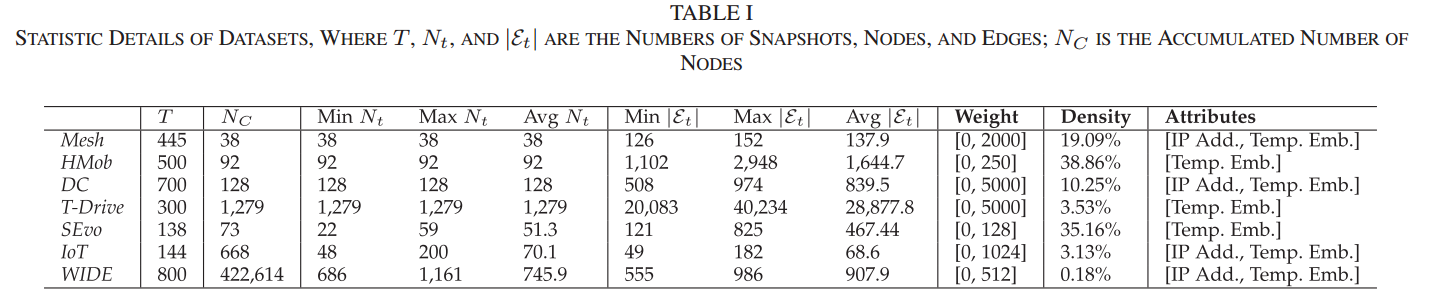 TABLE I
STATISTIC DETAILS OF DATASETS, WHERE T, N_t, AND |ℰ_t| ARE THE NUMBERS OF SNAPSHOTS, NODES, AND EDGES; N_C IS THE ACCUMULATED NUMBER OF
NODES
T N_C Min N_t Max N_t Avg N_t Min |ℰ_t| Max |ℰ_t| Avg |ℰ_t| Weight Density Attributes
Mesh 445 38 38 38 38 126 152 137.9 [0, 2000] 19.09% [IP Add., Temp. Emb.]
HMob 500 92 92 92 92 1,102 2,948 1,644.7 [0, 250] 38.86% [Temp. Emb.]
DC 700 128 128 128 128 508 974 839.5 [0, 5000] 10.25% [IP Add., Temp. Emb.]
T-Drive 300 1,279 1,279 1,279 1,279 20,083 40,234 28,877.8 [0, 5000] 3.53% [Temp. Emb.]
SEvo 138 73 22 59 51.3 121 825 467.44 [0, 128] 35.16% [Temp. Emb.]
IoT 144 668 48 200 70.1 49 182 68.6 [0, 1024] 3.13% [IP Add., Temp. Emb.]
WIDE 800 422,614 686 1,161 745.9 555 986 907.9 [0, 512] 0.18% [IP Add., Temp. Emb.]